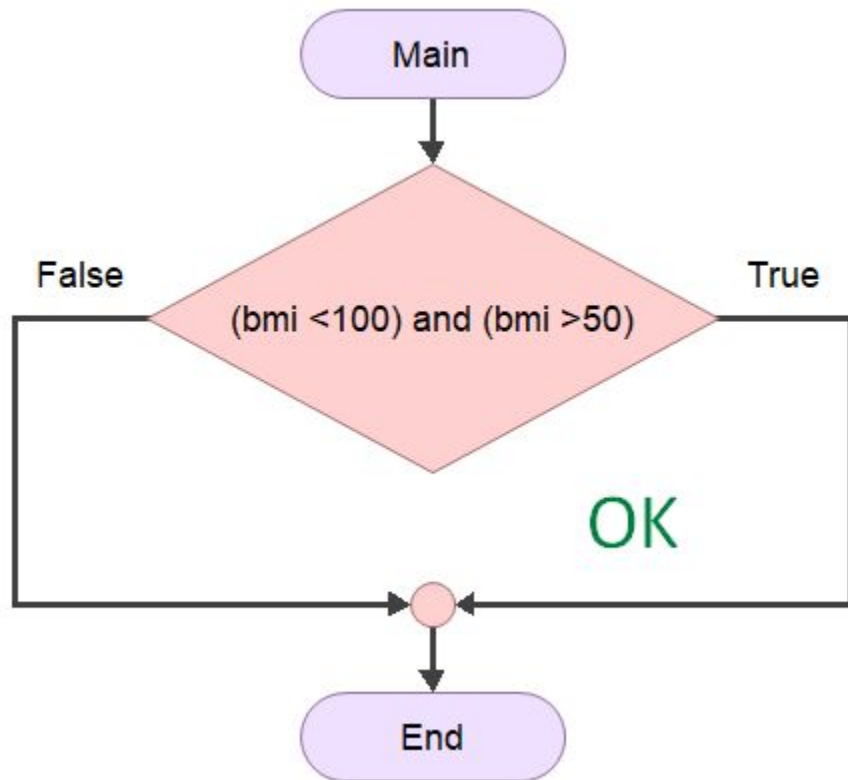 Main
False
True
(bmi <100) and (bmi >50)
OK
End